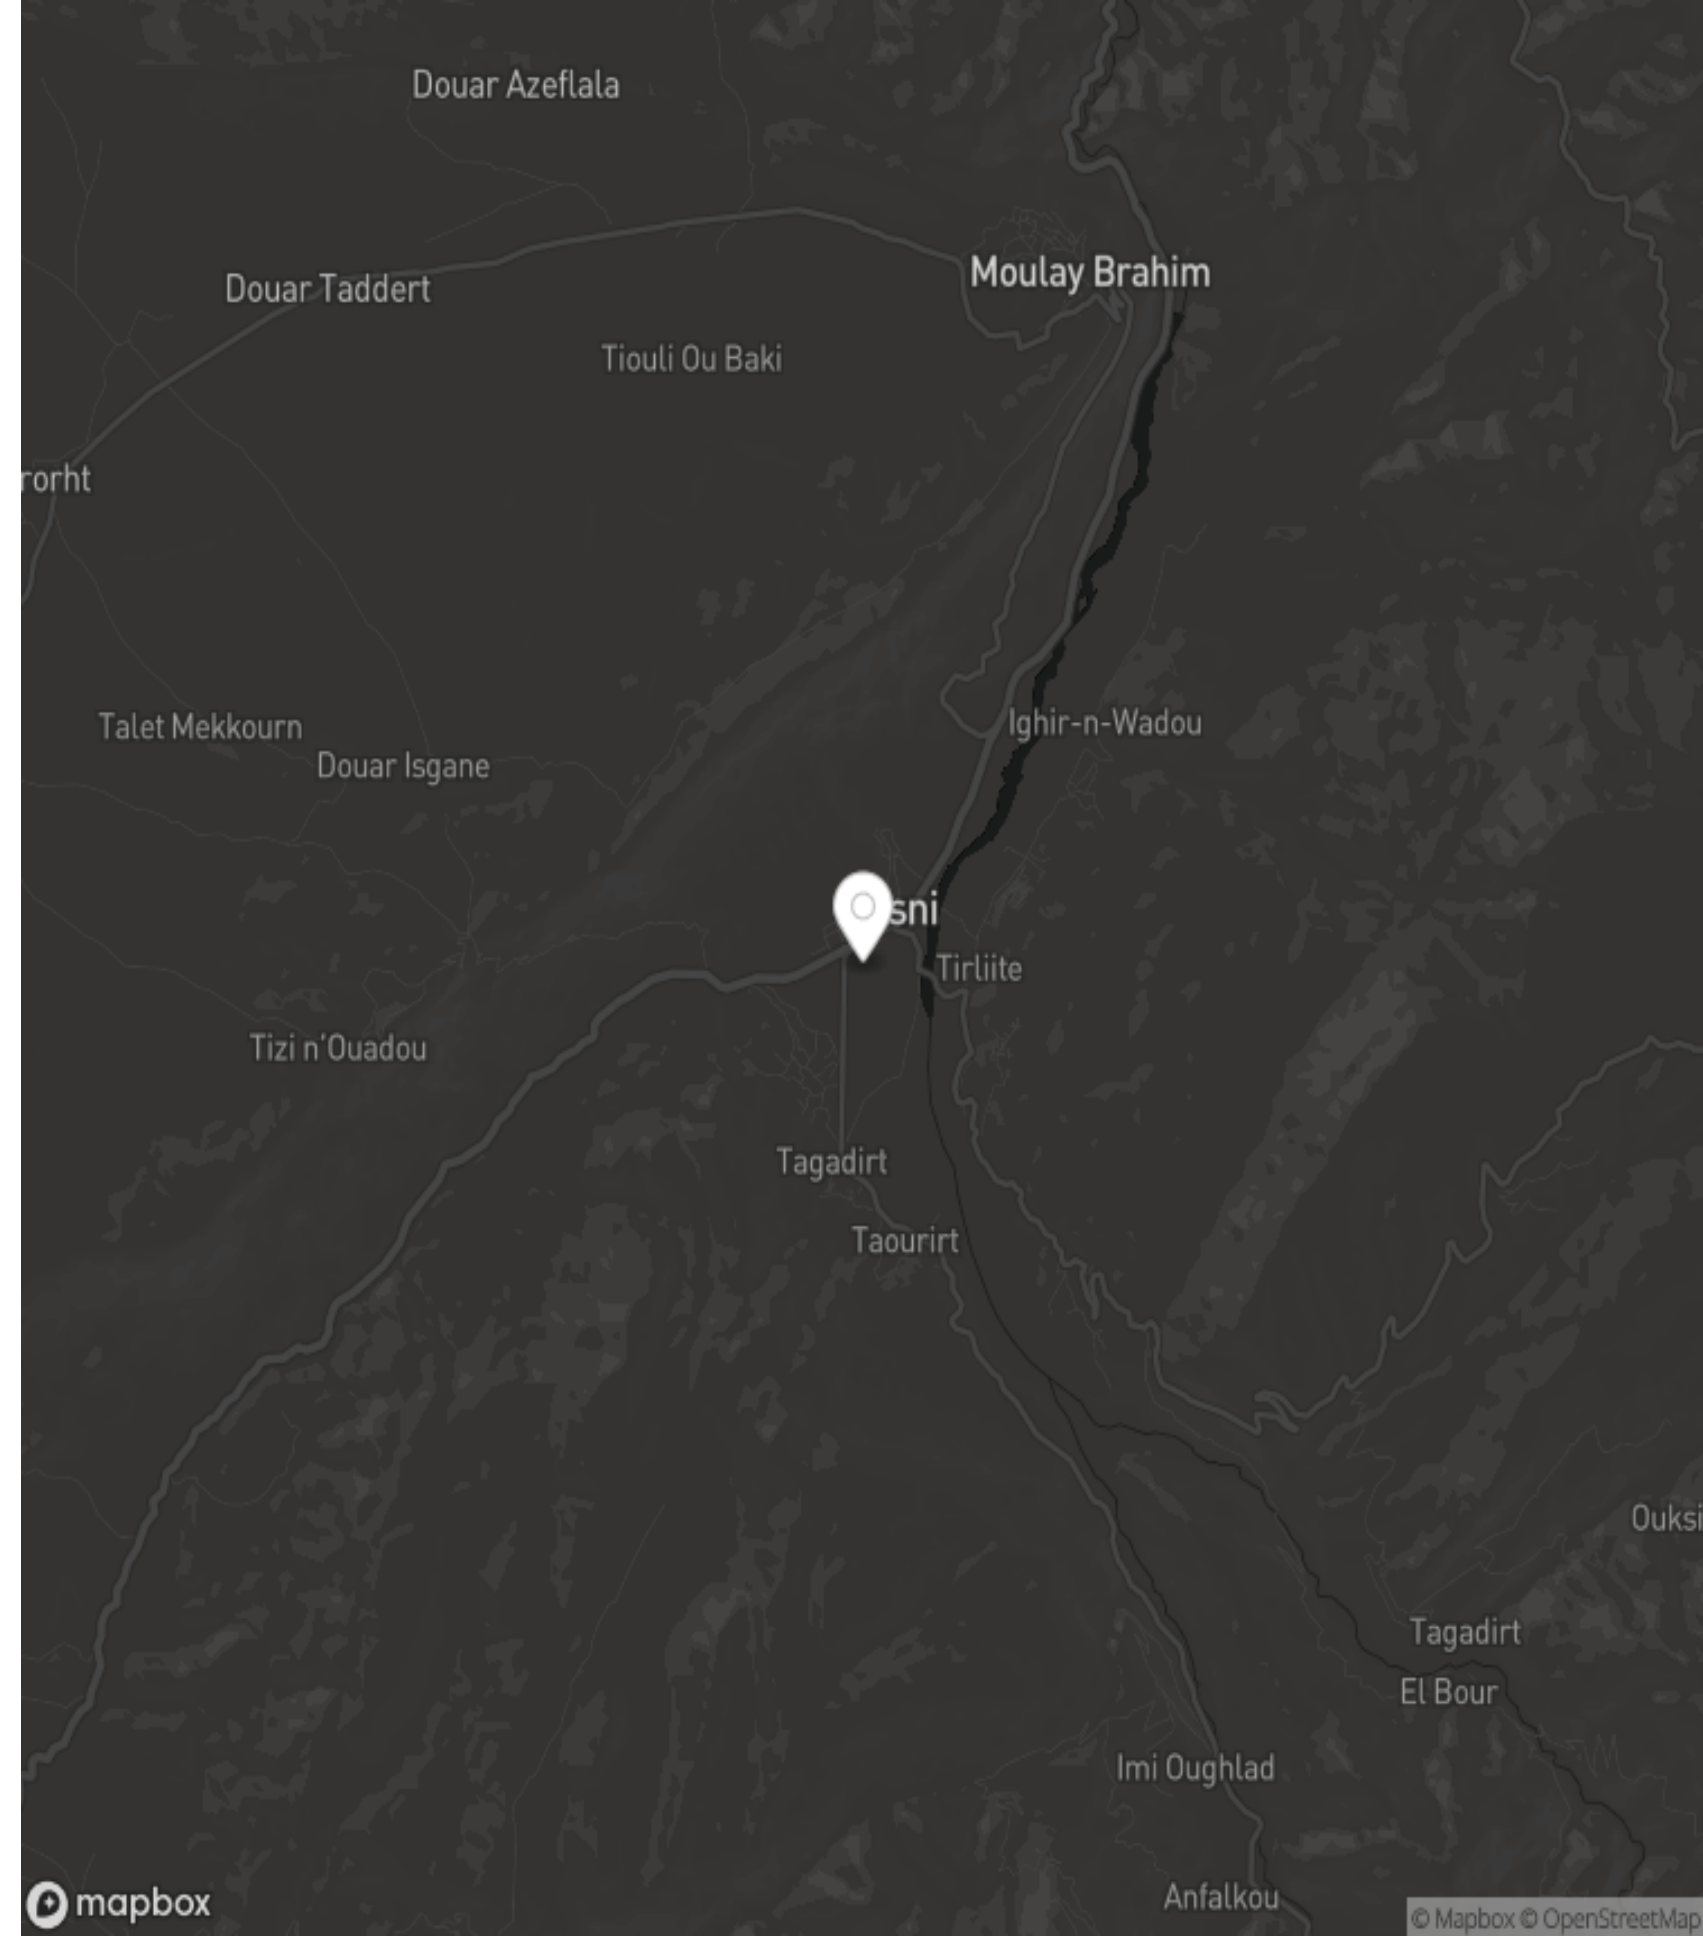 Douar Azeflala
Moulay Brahim
Douar Taddert
Tiouli Ou Baki
rorht
Ighir-n-Wadou
Talet Mekkourn
Douar Isgane
sni
Tirliite
Tizi n'Ouadou
Tagadirt
Taourirt
Ouksi
Tagadirt
El Bour
Imi Oughlad
Anfalkou
mapbox
© Mapbox © OpenStreetMap